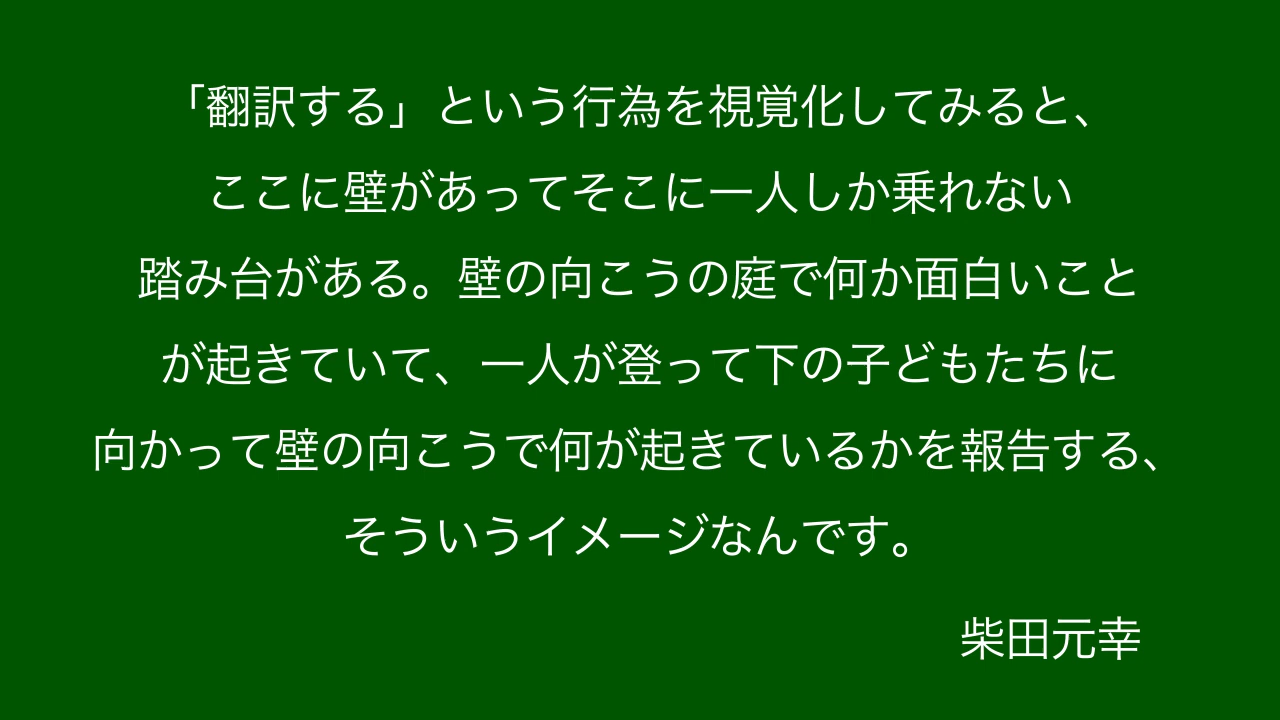 「翻訳する」という行為を視覚化してみると、
ここに壁があってそこに一人しか乗れない
踏み台がある。壁の向こうの庭で何か面白いこと
が起きていて、一人が登って下の子どもたちに
向かって壁の向こうで何が起きているかを報告する、
そういうイメージなんです。
柴田元幸